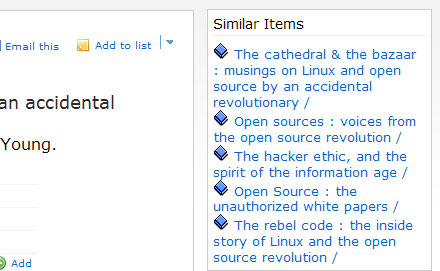 Email this
Add to list
an accidental
Young.
Add
Similar Items
The cathedral & the bazaar
: musings on Linux and open
source by an accidental
revolutionary /
Open sources : voices from
the open source revolution /
The hacker ethic, and the
spirit of the information age /
Open Source : the
unauthorized white papers /
The rebel code : the inside
story of Linux and the open
source revolution /